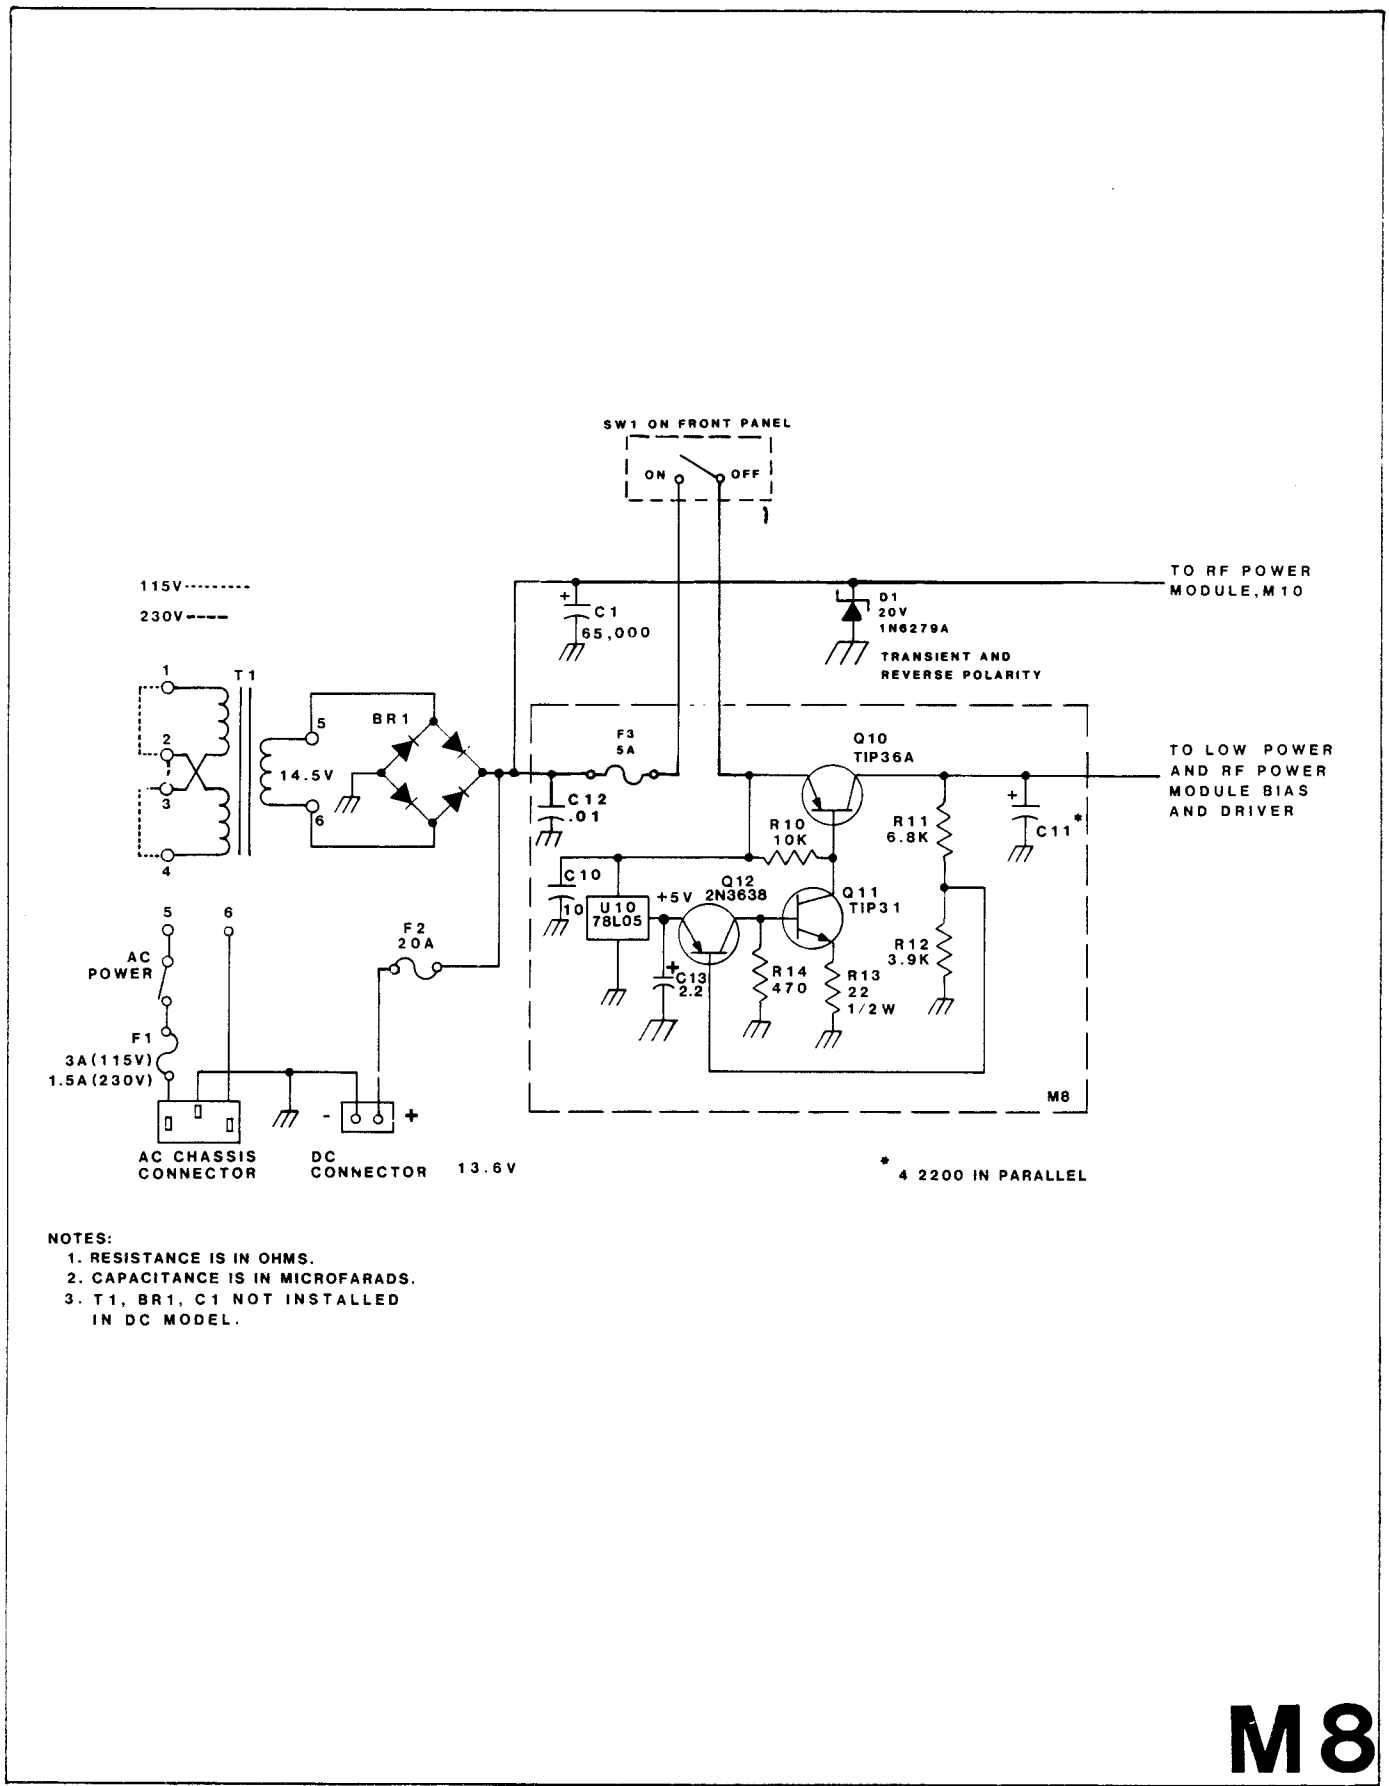 SW1 ON FRONT PANEL
ON
OFF
115V
230V
TO RF POWER
MODULE, M10
+
C1
65,000
D1
20V
1N6279A
TRANSIENT AND
REVERSE POLARITY
1
2
3
4
T1
5
6
14.5V
BR1
F3
5A
C12
.01
Q10
TIP36A
TO LOW POWER
AND RF POWER
MODULE BIAS
AND DRIVER
R10
10K
R11
6.8K
+
C11*
C10
10
U10
78L05
+5V
Q12
2N3638
Q11
TIP31
R12
3.9K
+
C13
2.2
R14
470
R13
22
1/2W
5
6
AC
POWER
F1
3A(115V)
1.5A(230V)
F2
20A
-
+
M8
AC CHASSIS
CONNECTOR
DC
CONNECTOR
13.6V
* 4 2200 IN PARALLEL
NOTES:
1. RESISTANCE IS IN OHMS.
2. CAPACITANCE IS IN MICROFARADS.
3. T1, BR1, C1 NOT INSTALLED
IN DC MODEL.
M8